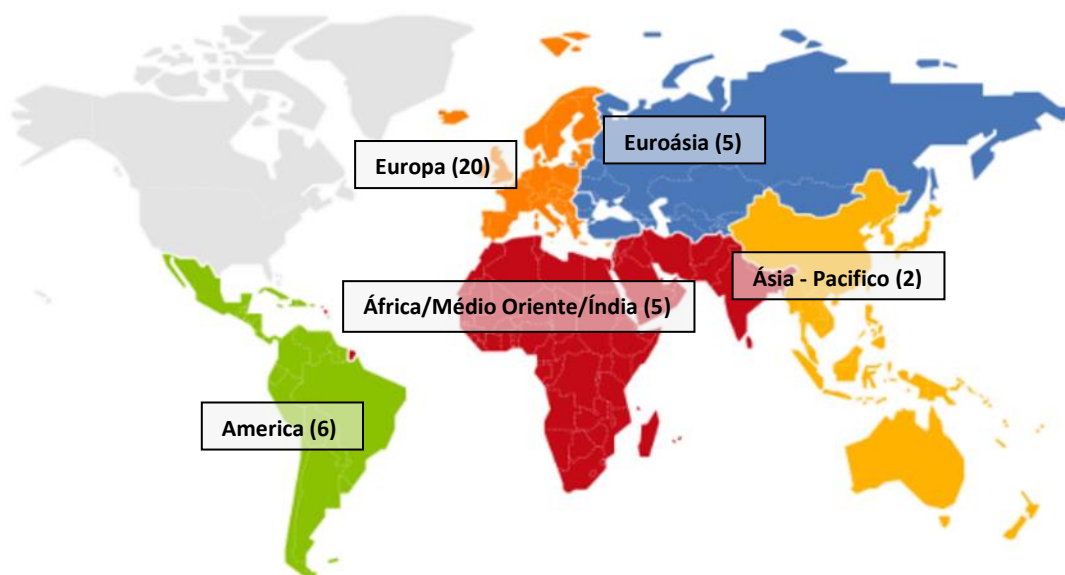 Euroásia (5)
Europa (20)
Ásia - Pacifico (2)
África/Médio Oriente/Índia (5)
America (6)